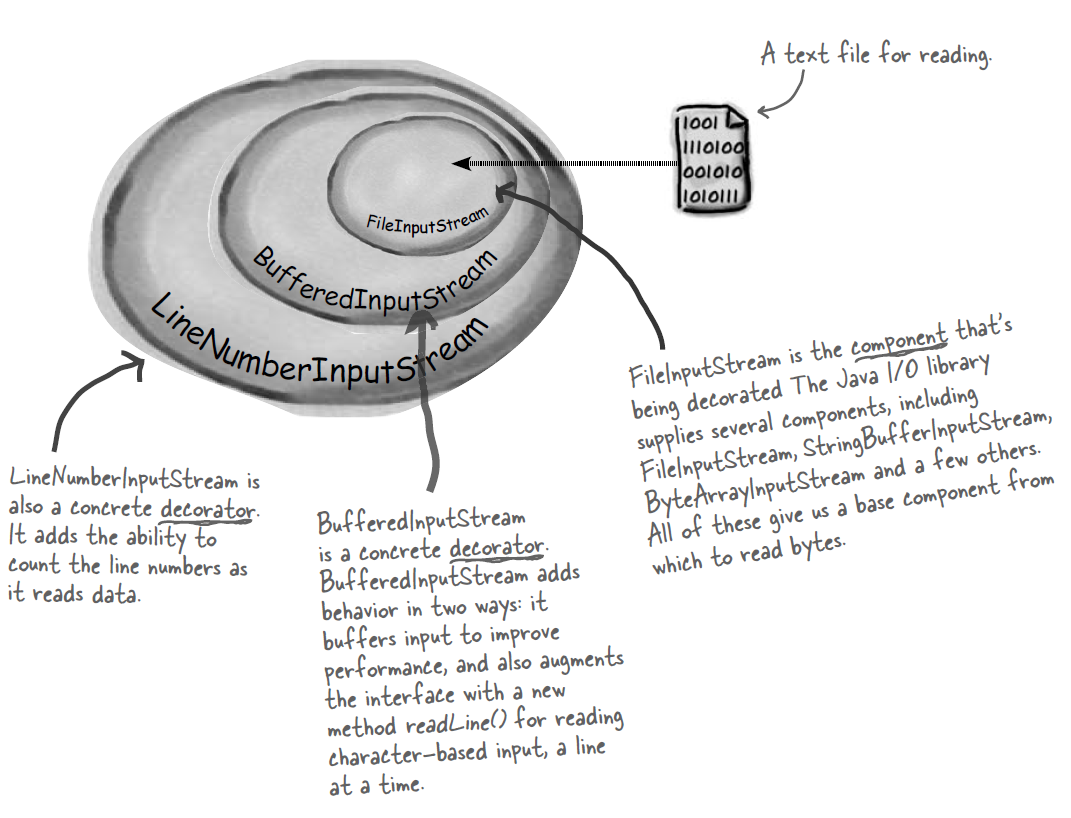 A text file for reading.
1001
1110100
001010
1010111
FileInputStream
BufferedInputStream
LineNumberInputStream
FileInputStream is the component that's
being decorated The Java I/O library
supplies several components, including
FileInputStream, StringBufferInputStream,
ByteArrayInputStream and a few others.
All of these give us a base component from
which to read bytes.
LineNumberInputStream is
also a concrete decorator.
It adds the ability to
count the line numbers as
it reads data.
BufferedInputStream
is a concrete decorator.
BufferedInputStream adds
behavior in two ways: it
buffers input to improve
performance, and also augments
the interface with a new
method readLine() for reading
character-based input, a line
at a time.